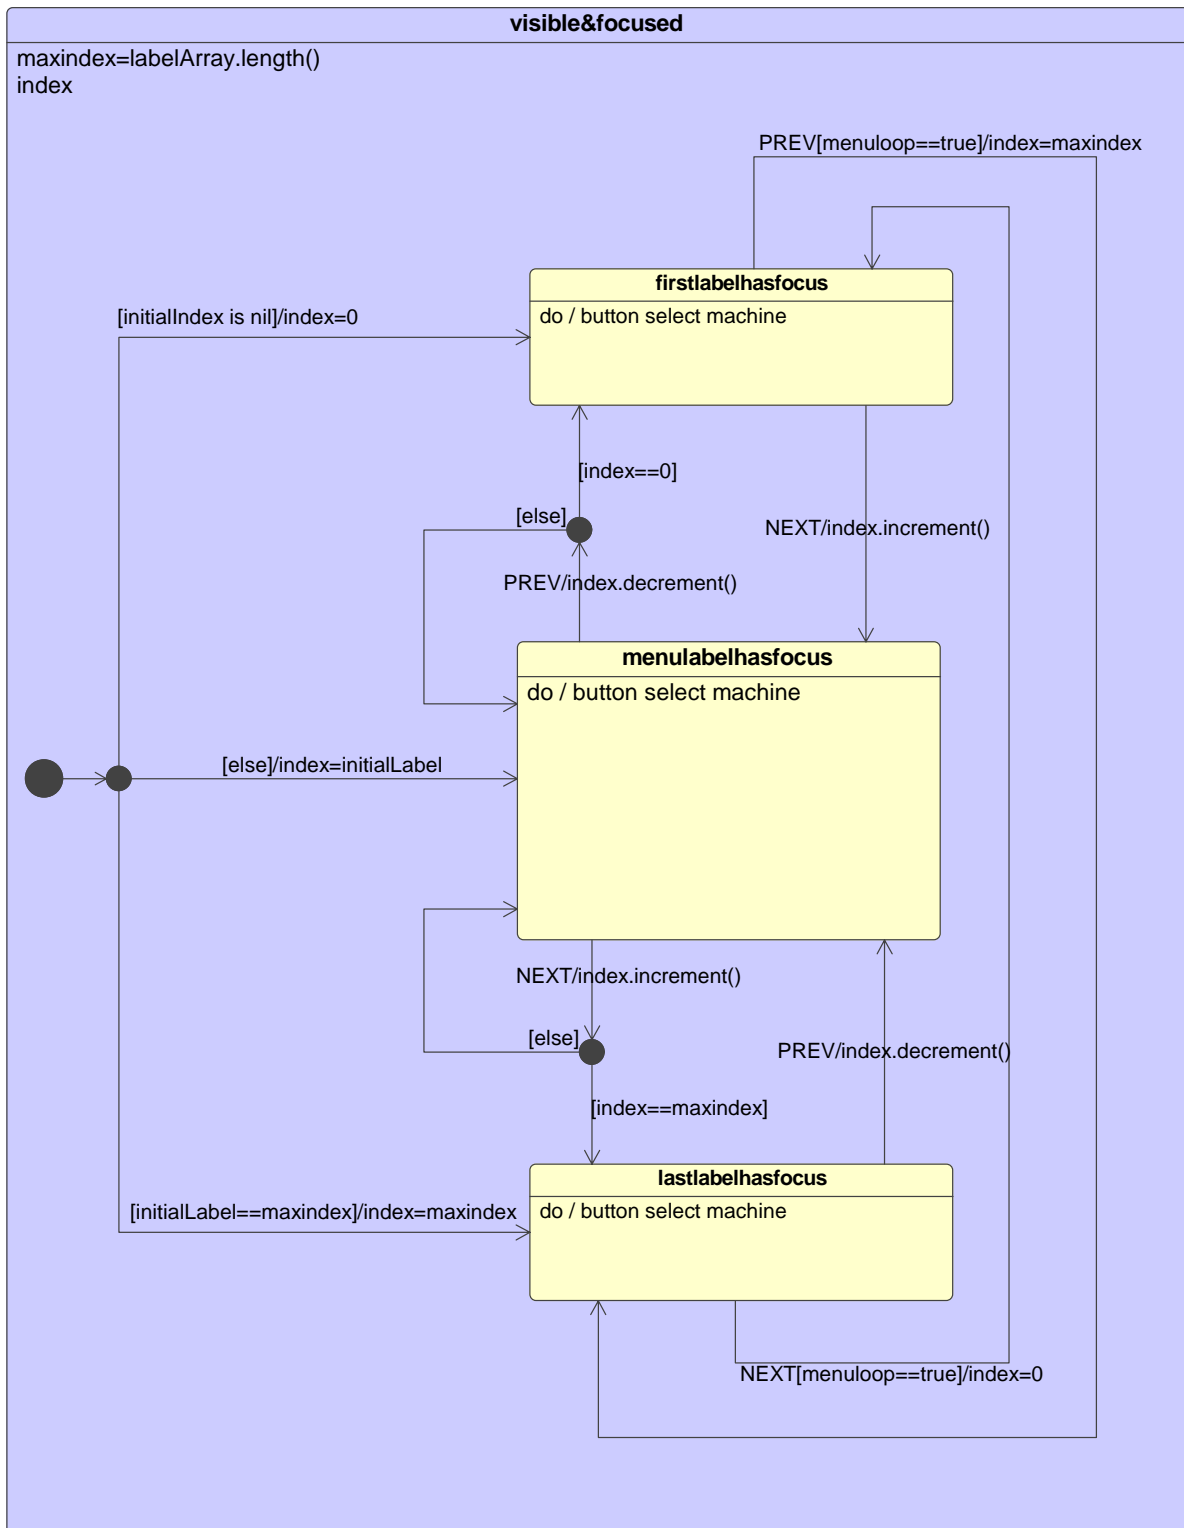 visible&focused
maxindex=labelArray.length()
index
PREV[menuloop==true]/index=maxindex
firstlabelhasfocus
do / button select machine
[initialIndex is nil]/index=0
[index==0]
[else]
NEXT/index.increment()
PREV/index.decrement()
menulabelhasfocus
do / button select machine
[else]/index=initialLabel
NEXT/index.increment()
[else]
PREV/index.decrement()
[index==maxindex]
lastlabelhasfocus
do / button select machine
[initialLabel==maxindex]/index=maxindex
NEXT[menuloop==true]/index=0